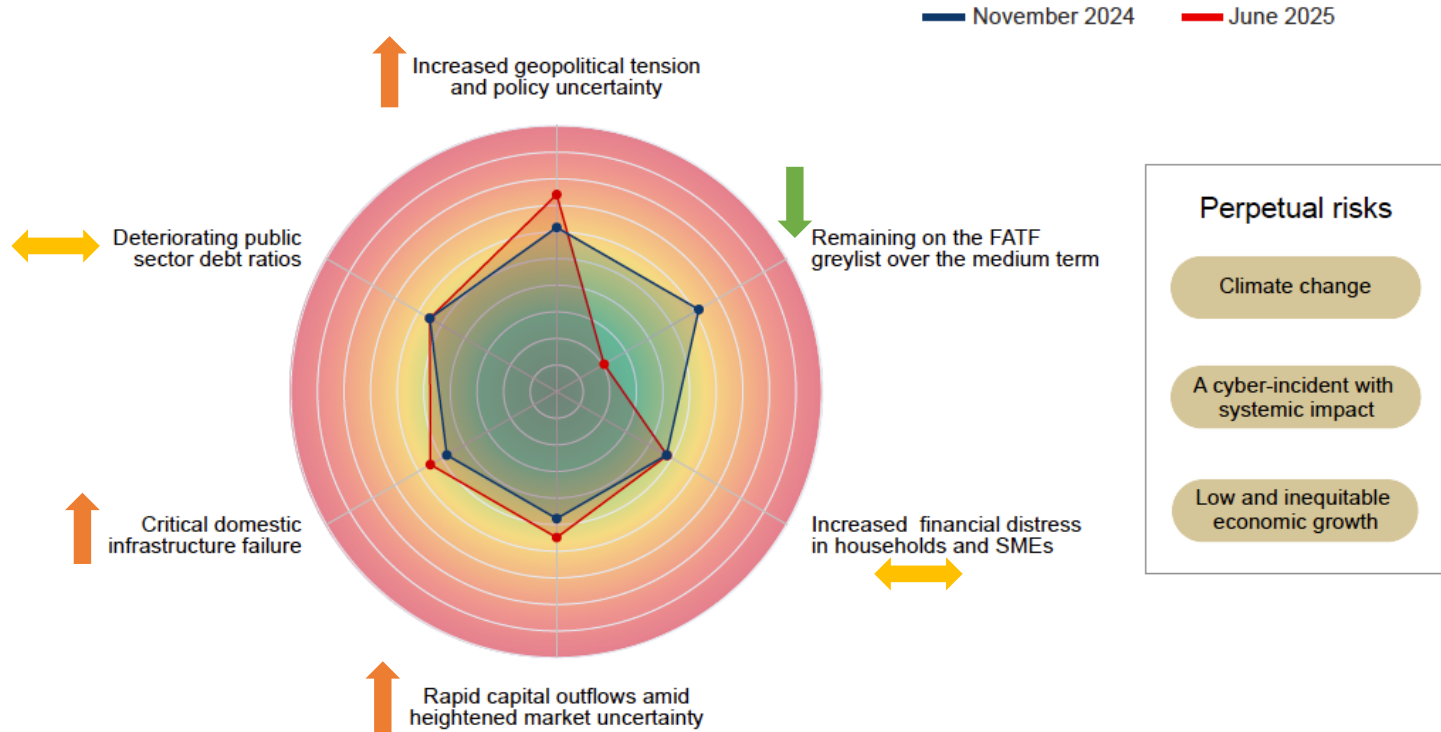 November 2024
June 2025
Increased geopolitical tension
and policy uncertainty
Remaining on the FATF
greylist over the medium term
Increased financial distress
in households and SMEs
Rapid capital outflows amid
heightened market uncertainty
Critical domestic
infrastructure failure
Deteriorating public
sector debt ratios
Perpetual risks
Climate change
A cyber-incident with
systemic impact
Low and inequitable
economic growth